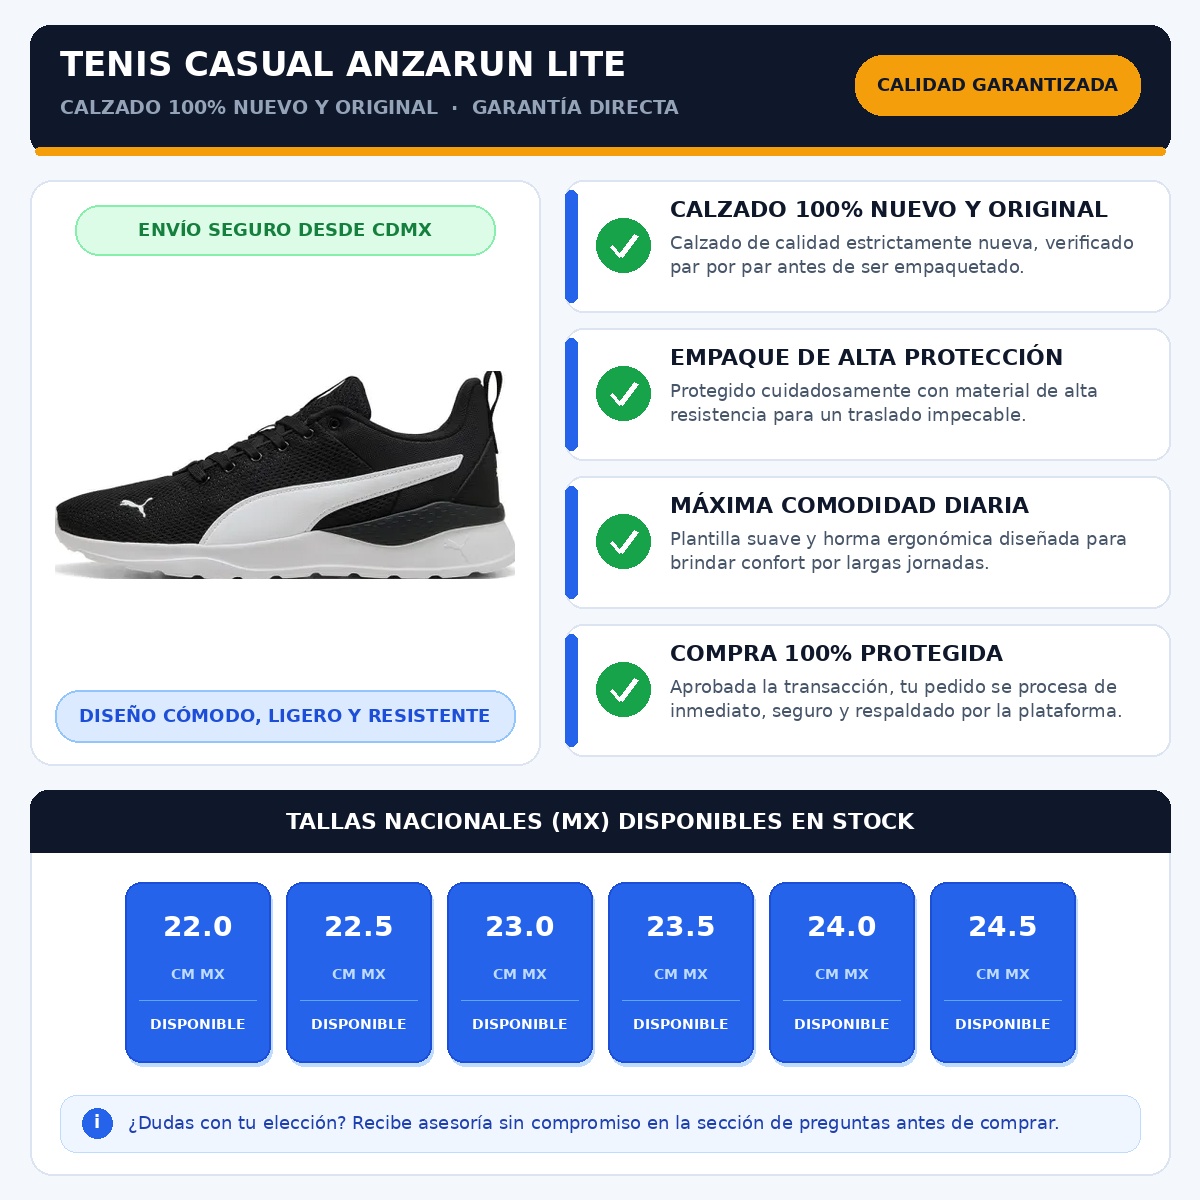 TENIS CASUAL ANZARUN LITE
CALZADO 100% NUEVO Y ORIGINAL · GARANTÍA DIRECTA
CALIDAD GARANTIZADA
ENVÍO SEGURO DESDE CDMX
DISEÑO CÓMODO, LIGERO Y RESISTENTE
CALZADO 100% NUEVO Y ORIGINAL
Calzado de calidad estrictamente nueva, verificado
par por par antes de ser empaquetado.
EMPAQUE DE ALTA PROTECCIÓN
Protegido cuidadosamente con material de alta
resistencia para un traslado impecable.
MÁXIMA COMODIDAD DIARIA
Plantilla suave y horma ergonómica diseñada para
brindar confort por largas jornadas.
COMPRA 100% PROTEGIDA
Aprobada la transacción, tu pedido se procesa de
inmediato, seguro y respaldado por la plataforma.
TALLAS NACIONALES (MX) DISPONIBLES EN STOCK
22.0
CM MX
DISPONIBLE
22.5
CM MX
DISPONIBLE
23.0
CM MX
DISPONIBLE
23.5
CM MX
DISPONIBLE
24.0
CM MX
DISPONIBLE
24.5
CM MX
DISPONIBLE
i ¿Dudas con tu elección? Recibe asesoría sin compromiso en la sección de preguntas antes de comprar.